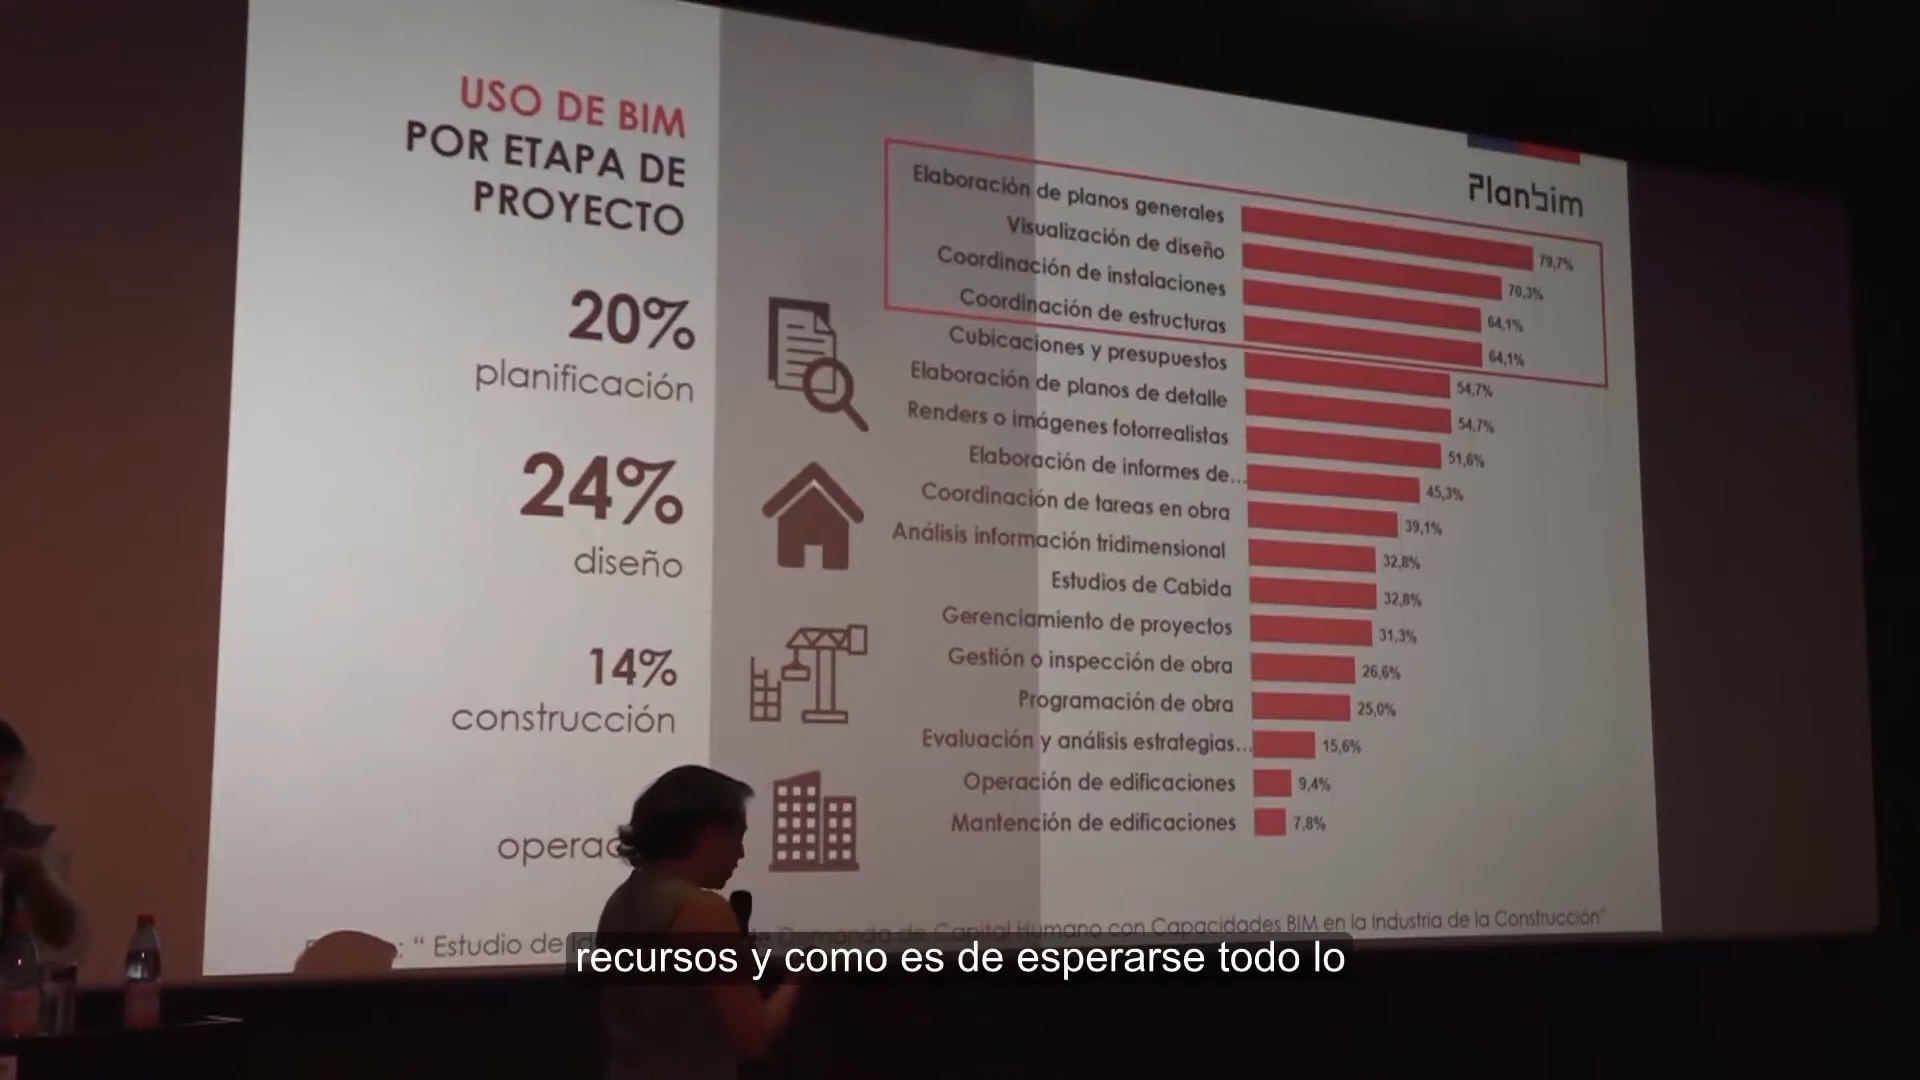 USO DE BIM
POR ETAPA DE
PROYECTO
20%
planificación
24%
diseño
14%
construcción
Planbim
Elaboración de planos generales 79,7%
Visualización de diseño 70,3%
Coordinación de instalaciones 64,1%
Coordinación de estructuras 64,1%
Cubicaciones y presupuestos 54,7%
Elaboración de planos de detalle 54,7%
Renders o imágenes fotorrealistas 51,6%
Elaboración de informes de... 45,3%
Coordinación de tareas en obra 39,1%
Análisis información tridimensional 32,8%
Estudios de Cabida 32,8%
Gerenciamiento de proyectos 31,3%
Gestión o inspección de obra 26,6%
Programación de obra 25,0%
Evaluación y análisis estrategias... 15,6%
Operación de edificaciones 9,4%
Mantención de edificaciones 7,8%
: “ Estudio de Demanda de Capital Humano con Capacidades BIM en la Industria de la Construcción”
recursos y como es de esperarse todo lo